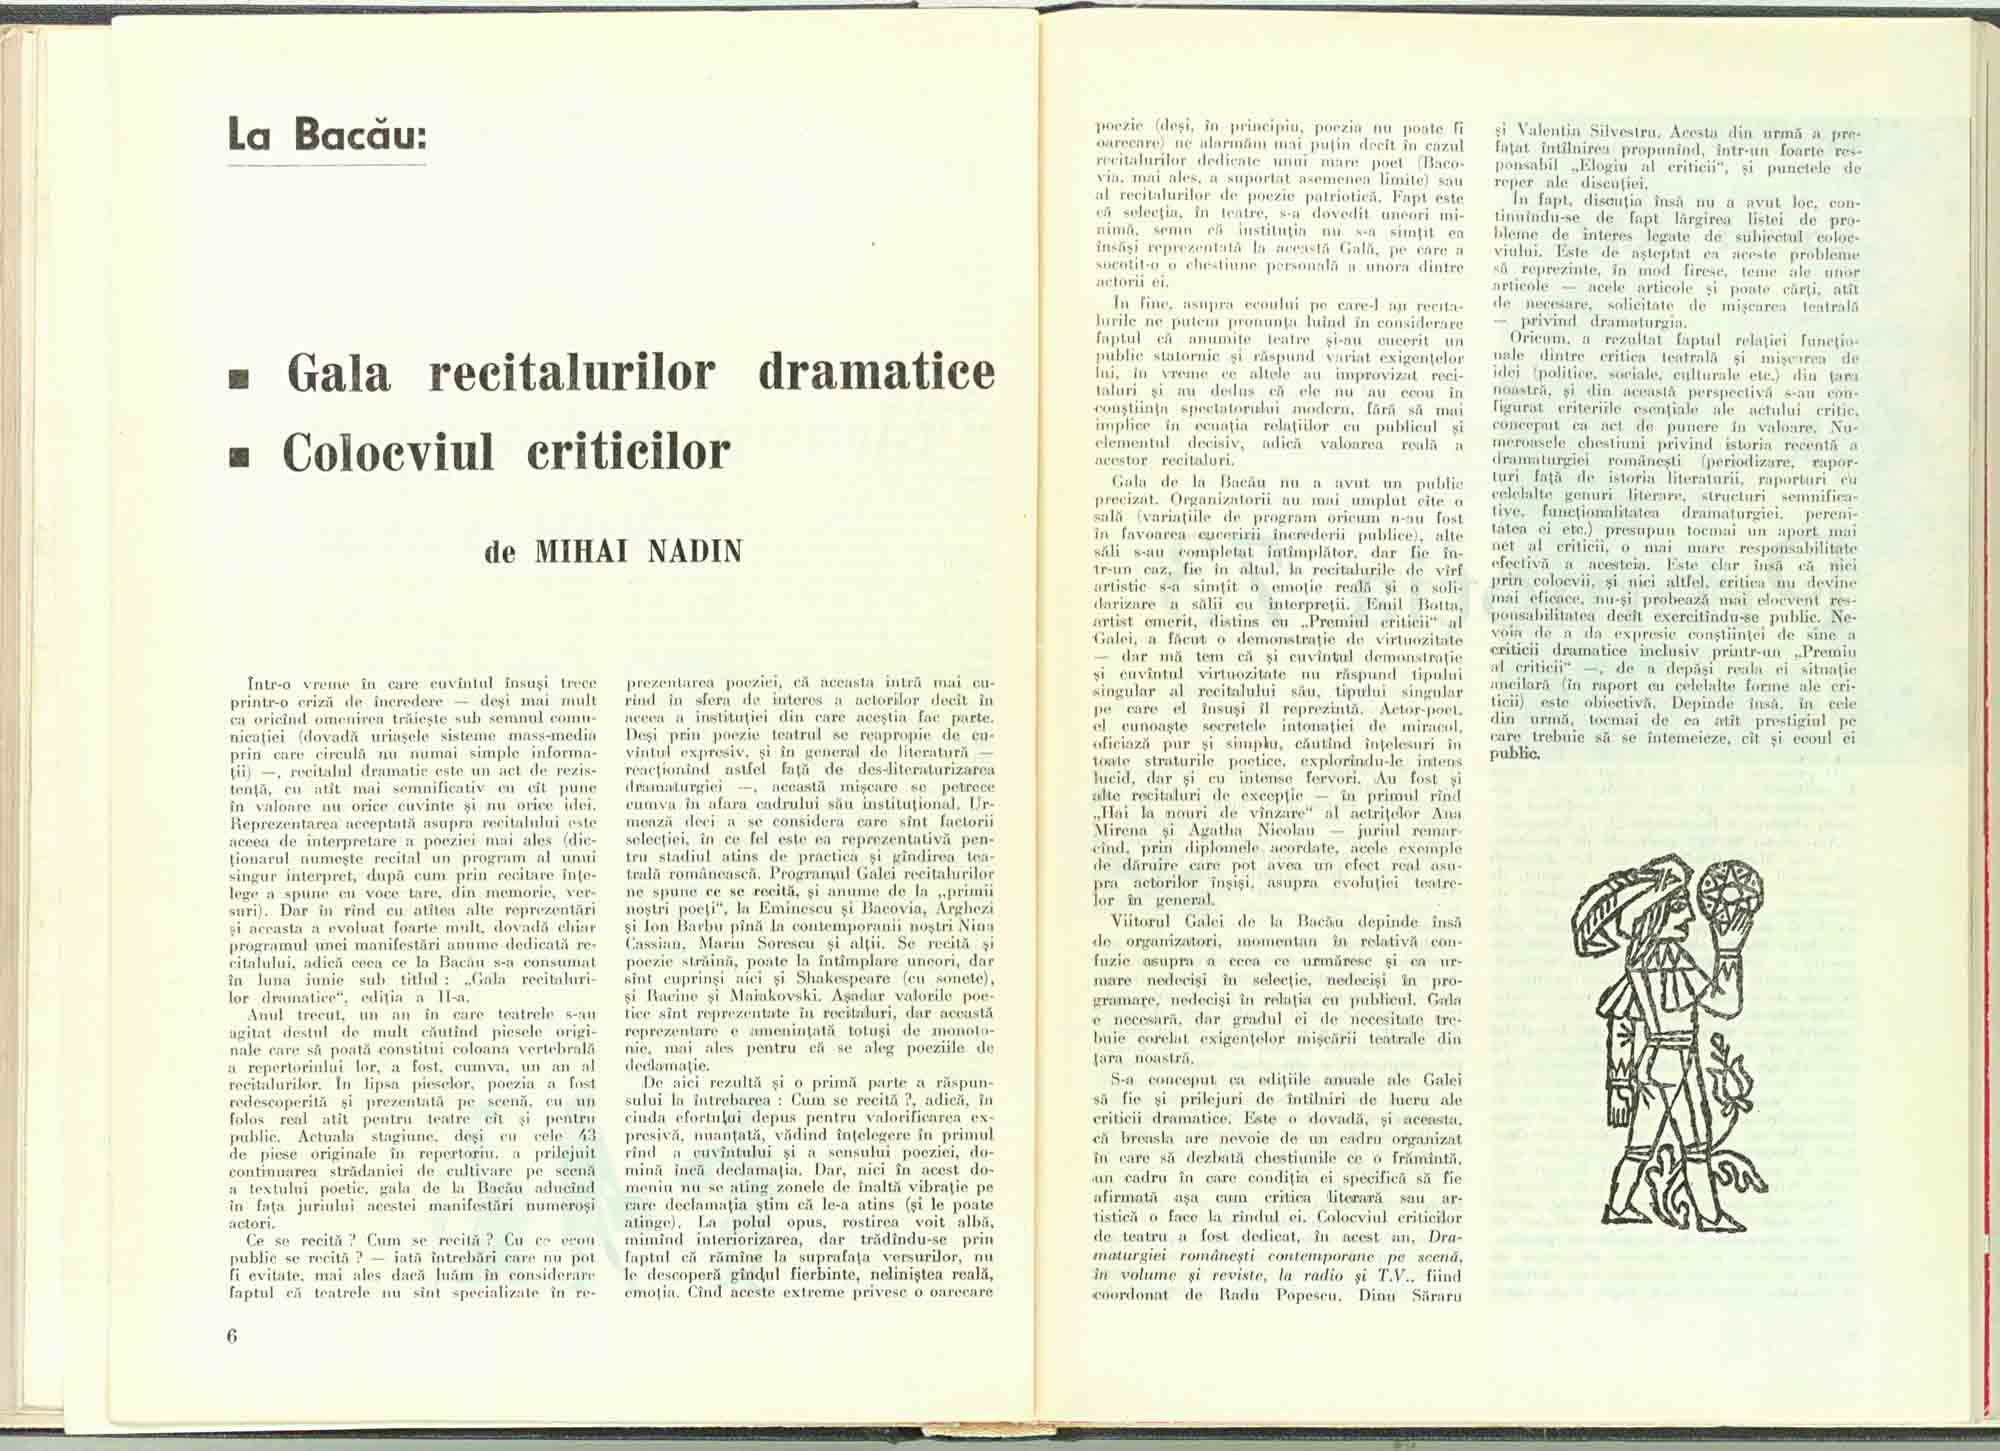 La Bacău:
■ Gala recitalurilor dramatice
■ Colocviul criticilor
de MIHAI NADIN
Într-o vreme în care cuvîntul însuşi trece
printr-o criză de încredere — deşi mai mult
ca oricînd omenirea trăieşte sub semnul comu-
nicaţiei (dovadă uriaşele sisteme mass-media
prin care circulă nu numai simple informa-
ţii) —, recitalul dramatic este un act de rezis-
tenţă, cu atît mai semnificativ cu cît pune
în valoare nu orice cuvinte şi nu orice idei.
Reprezentarea acceptată asupra recitalului este
aceea de interpretare a poeziei mai ales (dic-
ţionarul numeşte recital un program al unui
singur interpret, după cum prin recitare înţe-
lege a spune cu voce tare, din memorie, ver-
suri). Dar în rînd cu atîtea alte reprezentări
şi aceasta a evoluat foarte mult, dovadă chiar
programul unei manifestări anume dedicată re-
citalului, adică ceea ce la Bacău s-a consumat
în luna iunie sub titlul : „Gala recitaluri-
lor dramatice“, ediţia a II-a.
Anul trecut, un an în care teatrele s-au
agitat destul de mult căutînd piesele origi-
nale care să poată constitui coloana vertebrală
a repertoriului lor, a fost, cumva, un an al
recitalurilor. În lipsa pieselor, poezia a fost
redescoperită şi prezentată pe scenă, cu un
folos real atît pentru teatre cît şi pentru
public. Actuala stagiune, deşi cu cele 43
de piese originale în repertoriu, a prilejuit
continuarea strădaniei de cultivare pe scenă
a textului poetic, gala de la Bacău aducînd
în faţa juriului acestei manifestări numeroşi
actori.
Ce se recită ? Cum se recită ? Cu ce ecou
public se recită ? — iată întrebări care nu pot
fi evitate, mai ales dacă luăm în considerare
faptul că teatrele nu sînt specializate în re-
prezentarea poeziei, că aceasta intră mai cu-
rînd în sfera de interes a actorilor decît în
aceea a instituţiei din care aceştia fac parte.
Deşi prin poezie teatrul se reapropie de cu-
vîntul expresiv, şi în general de literatură —
reacţionînd astfel faţă de des-literaturizarea
dramaturgiei —, această mişcare se petrece
cumva în afara cadrului său instituţional. Ur-
mează deci a se considera care sînt factorii
selecţiei, în ce fel este ea reprezentativă pen-
tru stadiul atins de practica şi gîndirea tea-
trală românească. Programul Galei recitalurilor
ne spune ce se recită, şi anume de la „primii
noştri poeţi“, la Eminescu şi Bacovia, Arghezi
şi Ion Barbu pînă la contemporanii noştri Nina
Cassian, Marin Sorescu şi alţii. Se recită şi
poezie străină, poate la întîmplare uneori, dar
sînt cuprinşi aici şi Shakespeare (cu sonete),
şi Racine şi Maiakovski. Aşadar valorile poe-
tice sînt reprezentate în recitaluri, dar această
reprezentare e ameninţată totuşi de monoto-
nie, mai ales pentru că se aleg poeziile de
declamaţie.
De aici rezultă şi o primă parte a răspun-
sului la întrebarea : Cum se recită ?, adică, în
ciuda efortului depus pentru valorificarea ex-
presivă, nuanţată, vădind înţelegere în primul
rînd a cuvîntului şi a sensului poeziei, do-
mină încă declamaţia. Dar, nici în acest do-
meniu nu se ating zonele de înaltă vibraţie pe
care declamaţia ştim că le-a atins (şi le poate
atinge). La polul opus, rostirea voit albă,
mimînd interiorizarea, dar trădîndu-se prin
faptul că rămîne la suprafaţa versurilor, nu
le descoperă gîndul fierbinte, neliniştea reală,
emoţia. Cînd aceste extreme privesc o oarecare
6
poezie (deşi, în principiu, poezia nu poate fi
oarecare) ne alarmăm mai puţin decît în cazul
recitalurilor dedicate unui mare poet (Baco-
via, mai ales, a suportat asemenea limite) sau
al recitalurilor de poezie patriotică. Fapt este
că selecţia, în teatre, s-a dovedit uneori mi-
nimă, semn că instituţia nu s-a simţit ea
însăşi reprezentată la această Gală, pe care a
socotit-o o chestiune personală a unora dintre
actorii ei.
În fine, asupra ecoului pe care-l au recita-
lurile ne putem pronunţa luînd în considerare
faptul că anumite teatre şi-au cucerit un
public statornic şi răspund variat exigenţelor
lui, în vreme ce altele au improvizat reci-
taluri şi au dedus că ele nu au ecou în
conştiinţa spectatorului modern, fără să mai
implice în ecuaţia relaţiilor cu publicul şi
elementul decisiv, adică valoarea reală a
acestor recitaluri.
Gala de la Bacău nu a avut un public
precizat. Organizatorii au mai umplut cîte o
sală (variaţiile de program oricum n-au fost
în favoarea cuceririi încrederii publice), alte
săli s-au completat întîmplător, dar fie în-
tr-un caz, fie în altul, la recitalurile de vîrf
artistic s-a simţit o emoţie reală şi o soli-
darizare a sălii cu interpreţii. Emil Botta,
artist emerit, distins cu „Premiul criticii“ al
Galei, a făcut o demonstraţie de virtuozitate
— dar mă tem că şi cuvîntul demonstraţie
şi cuvîntul virtuozitate nu răspund tipului
singular al recitalului său, tipului singular
pe care el însuşi îl reprezintă. Actor-poet,
el cunoaşte secretele intonaţiei de miracol,
oficiază pur şi simplu, căutînd înţelesuri în
toate straturile poetice, explorîndu-le intens
lucid, dar şi cu intense fervori. Au fost şi
alte recitaluri de excepţie — în primul rînd
„Hai la nouri de vînzare“ al actriţelor Ana
Mirena şi Agatha Nicolau — juriul remar-
cînd, prin diplomele acordate, acele exemple
de dăruire care pot avea un efect real asu-
pra actorilor înşişi, asupra evoluţiei teatre-
lor în general.
Viitorul Galei de la Bacău depinde însă
de organizatori, momentan în relativă con-
fuzie asupra a ceea ce urmăresc şi ca ur-
mare nedecişi în selecţie, nedecişi în pro-
gramare, nedecişi în relaţia cu publicul. Gala
e necesară, dar gradul ei de necesitate tre-
buie corelat exigenţelor mişcării teatrale din
ţara noastră.
S-a conceput ca ediţiile anuale ale Galei
să fie şi prilejuri de întîlniri de lucru ale
criticii dramatice. Este o dovadă, şi aceasta,
că breasla are nevoie de un cadru organizat
în care să dezbată chestiunile ce o frămîntă,
un cadru în care condiţia ei specifică să fie
afirmată aşa cum critica literară sau ar-
tistică o face la rîndul ei. Colocviul criticilor
de teatru a fost dedicat, în acest an, Dra-
maturgiei româneşti contemporane pe scenă,
în volume şi reviste, la radio şi T.V., fiind
coordonat de Radu Popescu, Dinu Săraru
şi Valentin Silvestru. Acesta din urmă a pre-
faţat întîlnirea propunînd, într-un foarte res-
ponsabil „Elogiu al criticii“, şi punctele de
reper ale discuţiei.
În fapt, discuţia însă nu a avut loc, con-
tinuîndu-se de fapt lărgirea listei de pro-
bleme de interes legate de subiectul coloc-
viului. Este de aşteptat ca aceste probleme
să reprezinte, în mod firesc, teme ale unor
articole — acele articole şi poate cărţi, atît
de necesare, solicitate de mişcarea teatrală
— privind dramaturgia.
Oricum, a rezultat faptul relaţiei funcţio-
nale dintre critica teatrală şi mişcarea de
idei (politice, sociale, culturale etc.) din ţara
noastră, şi din această perspectivă s-au con-
figurat criteriile esenţiale ale actului critic,
conceput ca act de punere în valoare. Nu-
meroasele chestiuni privind istoria recentă a
dramaturgiei româneşti (periodizare, rapor-
turi faţă de istoria literaturii, raporturi cu
celelalte genuri literare, structuri semnifica-
tive, funcţionalitatea dramaturgiei, pereni-
tatea ei etc.) presupun tocmai un aport mai
net al criticii, o mai mare responsabilitate
efectivă a acesteia. Este clar însă că nici
prin colocvii, şi nici altfel, critica nu devine
mai eficace, nu-şi probează mai elocvent res-
ponsabilitatea decît exercitîndu-se public. Ne-
voia de a da expresie conştiinţei de sine a
criticii dramatice inclusiv printr-un „Premiu
al criticii“ —, de a depăşi reala ei situaţie
ancilară (în raport cu celelalte forme ale cri-
ticii) este obiectivă. Depinde însă, în cele
din urmă, tocmai de ea atît prestigiul pe
care trebuie să se întemeieze, cît şi ecoul ei
public.